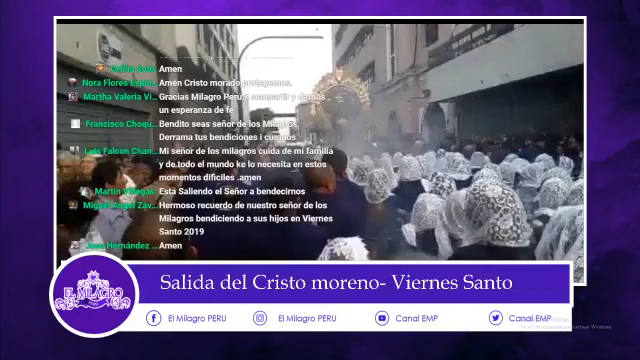 Amen
Nora Flores Espin... Amén Cristo morado protegenos.
Martha Valeria Vi... Gracias Milagro Perú x compartir y darnos
un esperanza de fe
Francisco Choqu... Bendito seas señor de los Milagros.
Derrama tus bendiciones i curanos
Luis Falcon Chan... Mi señor de los milagros cuida de mi familia
y de todo el mundo ke lo necesita en estos
momentos dificiles .amen
Martin Villegas Esta Saliendo el Señor a bendecirnos
Miguel Angel Zav... Hermoso recuerdo de nuestro señor de los
Milagros bendiciendo a sus hijos en Viernes
Santo 2019
Jose Hernández ... Amen
Salida del Cristo moreno- Viernes Santo
EL MILAGRO
El Milagro PERU El Milagro PERU Canal EMP Canal EMP